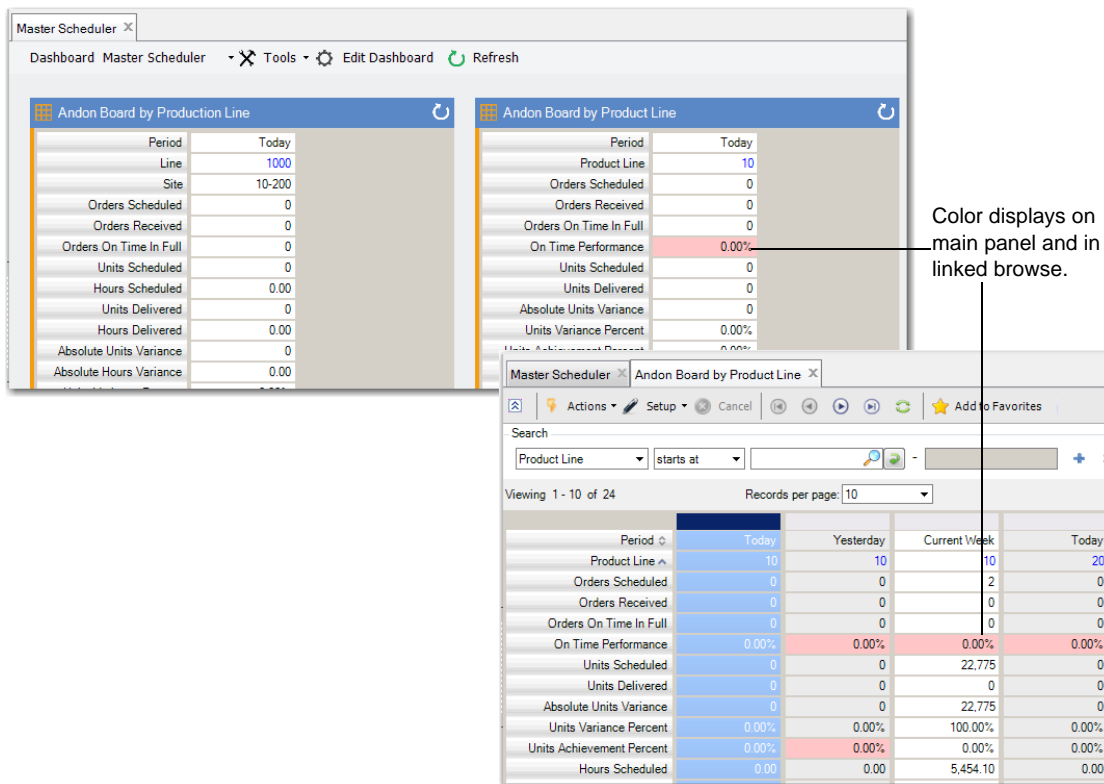 Master Scheduler
Dashboard Master Scheduler Tools Edit Dashboard Refresh
Andon Board by Production Line
Period Today
Line 1000
Site 10-200
Orders Scheduled 0
Orders Received 0
Orders On Time In Full 0
Units Scheduled 0
Hours Scheduled 0.00
Units Delivered 0
Hours Delivered 0.00
Absolute Units Variance 0
Absolute Hours Variance 0.00
Andon Board by Product Line
Period Today
Product Line 10
Orders Scheduled 0
Orders Received 0
Orders On Time In Full 0
On Time Performance 0.00%
Units Scheduled 0
Units Delivered 0
Absolute Units Variance 0
Units Variance Percent 0.00%
Color displays on
main panel and in
linked browse.
Master Scheduler Andon Board by Product Line
Actions Setup Cancel Add to Favorites
Search
Product Line starts at -
Viewing 1 - 10 of 24 Records per page: 10
Period Today Yesterday Current Week Today
Product Line 10 10 10 20
Orders Scheduled 0 0 2 0
Orders Received 0 0 0 0
Orders On Time In Full 0 0 0 0
On Time Performance 0.00% 0.00% 0.00% 0.00%
Units Scheduled 0 0 22,775 0
Units Delivered 0 0 0 0
Absolute Units Variance 0 0 22,775 0
Units Variance Percent 0.00% 0.00% 100.00% 0.00%
Units Achievement Percent 0.00% 0.00% 0.00% 0.00%
Hours Scheduled 0.00 0.00 5,454.10 0.00